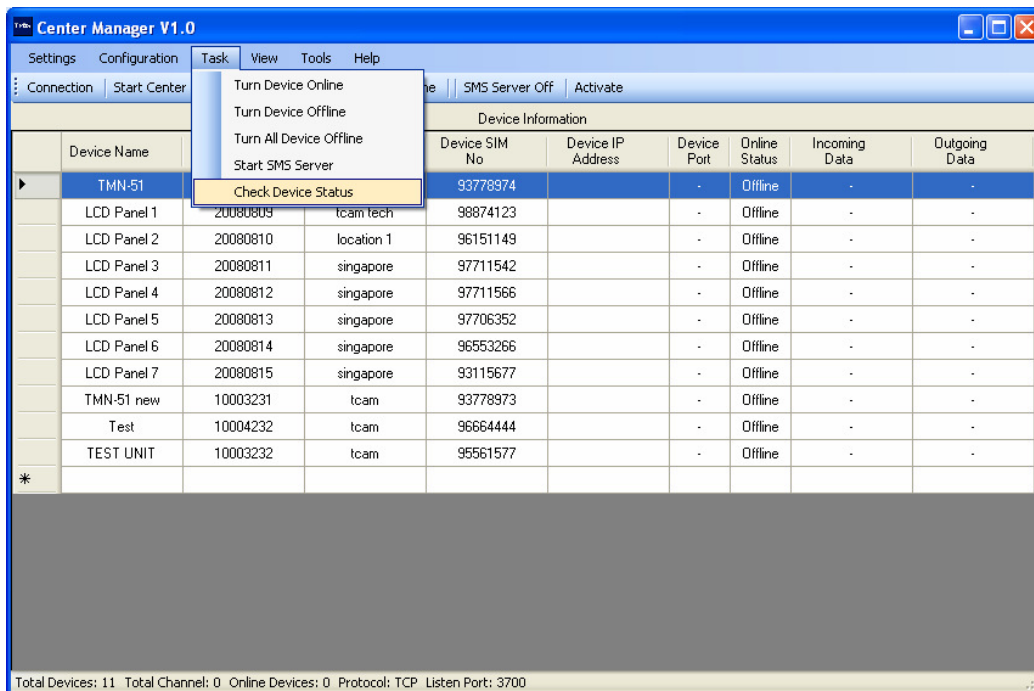 Center Manager V1.0
Settings Configuration Task View Tools Help
Connection Start Center SMS Server Off Activate
Turn Device Online
Turn Device Offline
Turn All Device Offline
Start SMS Server
Check Device Status
Device Information
Device Name Device SIM No Device IP Address Device Port Online Status Incoming Data Outgoing Data
TMN-51 93778974 - Offline - -
LCD Panel 1 20080809 tcam tech 98874123 - Offline - -
LCD Panel 2 20080810 location 1 96151149 - Offline - -
LCD Panel 3 20080811 singapore 97711542 - Offline - -
LCD Panel 4 20080812 singapore 97711566 - Offline - -
LCD Panel 5 20080813 singapore 97706352 - Offline - -
LCD Panel 6 20080814 singapore 96553266 - Offline - -
LCD Panel 7 20080815 singapore 93115677 - Offline - -
TMN-51 new 10003231 tcam 93778973 - Offline - -
Test 10004232 tcam 96664444 - Offline - -
TEST UNIT 10003232 tcam 95561577 - Offline - -
Total Devices: 11 Total Channel: 0 Online Devices: 0 Protocol: TCP Listen Port: 3700